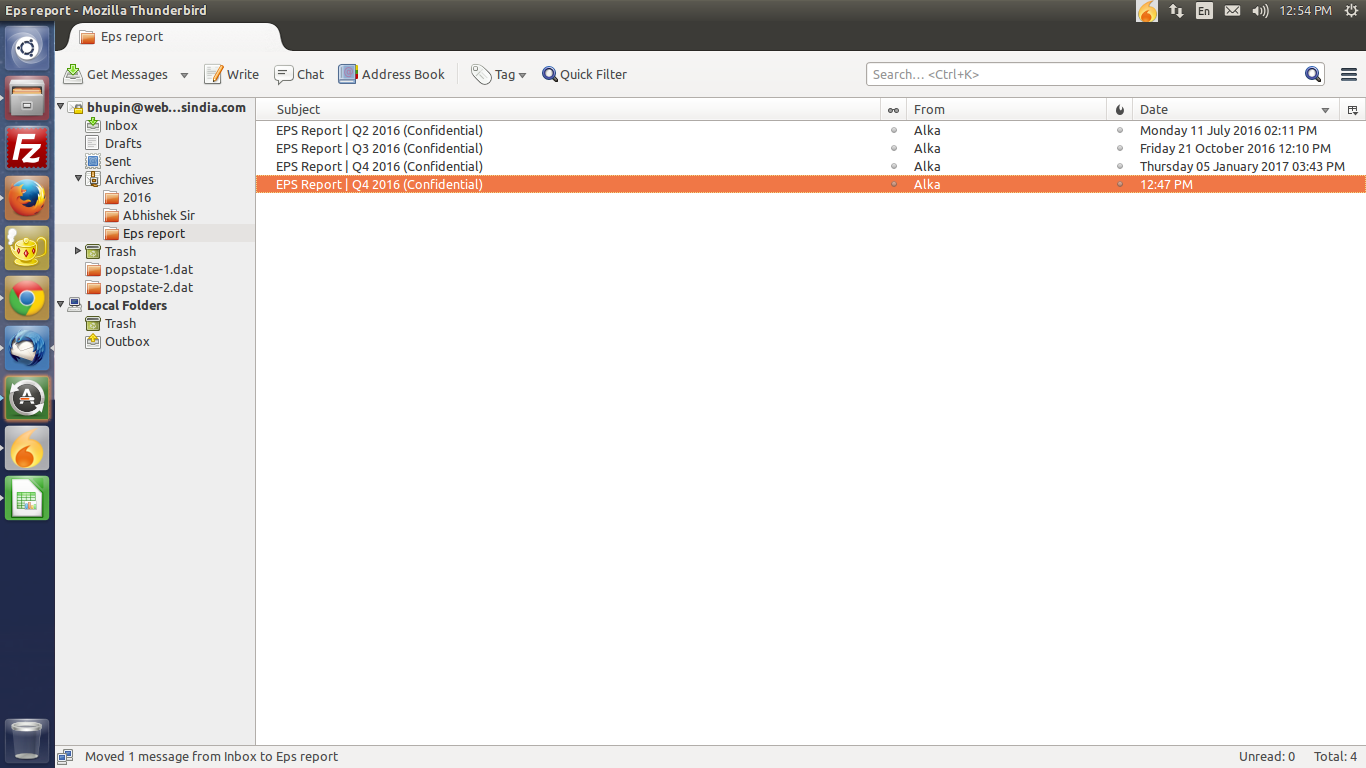 Eps report - Mozilla Thunderbird
En
12:54 PM
Eps report
Get Messages
Write
Chat
Address Book
Tag
Quick Filter
Search... <Ctrl+K>
bhupin@web...sindia.com
Inbox
Drafts
Sent
Archives
2016
Abhishek Sir
Eps report
Trash
popstate-1.dat
popstate-2.dat
Local Folders
Trash
Outbox
Subject From Date
EPS Report | Q2 2016 (Confidential) Alka Monday 11 July 2016 02:11 PM
EPS Report | Q3 2016 (Confidential) Alka Friday 21 October 2016 12:10 PM
EPS Report | Q4 2016 (Confidential) Alka Thursday 05 January 2017 03:43 PM
EPS Report | Q4 2016 (Confidential) Alka 12:47 PM
Fz
A
Moved 1 message from Inbox to Eps report
Unread: 0 Total: 4